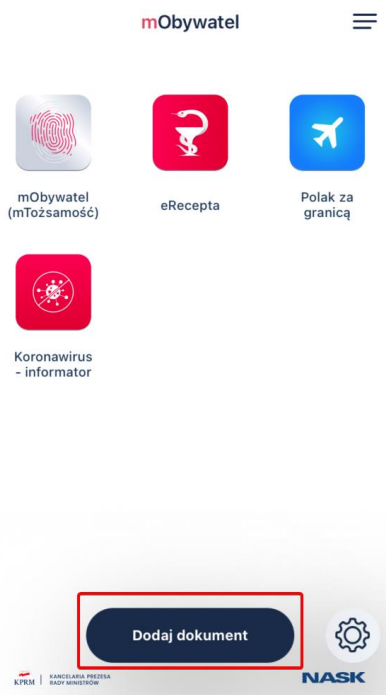 mObywatel
mObywatel
(mTożsamość)
eRecepta
Polak za
granicą
Koronawirus
- informator
Dodaj dokument
KPRM
KANCELARIA PREZESA
RADY MINISTRÓW
NASK